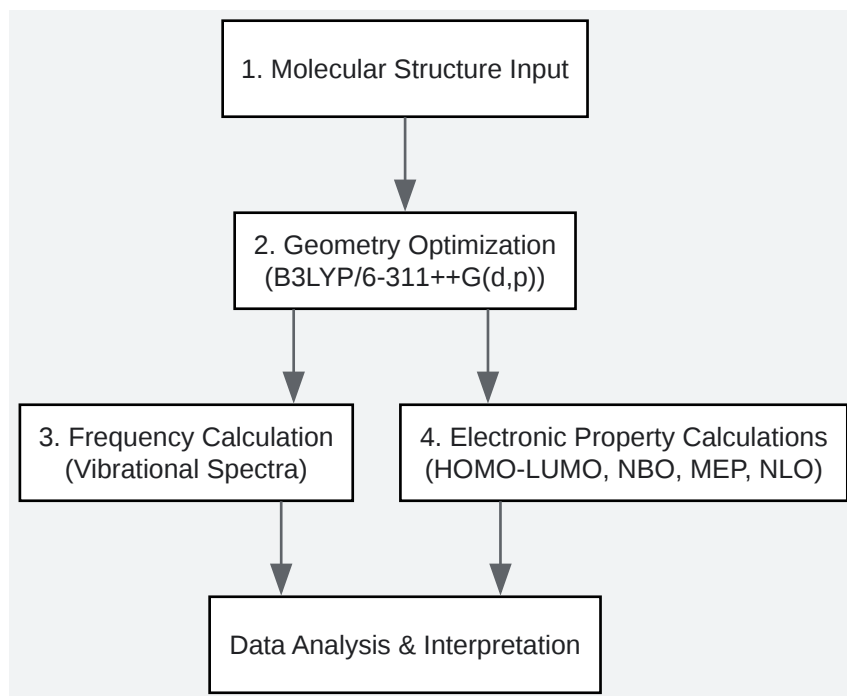 1. Molecular Structure Input
2. Geometry Optimization
(B3LYP/6-311++G(d,p))
3. Frequency Calculation
(Vibrational Spectra)
4. Electronic Property Calculations
(HOMO-LUMO, NBO, MEP, NLO)
Data Analysis & Interpretation